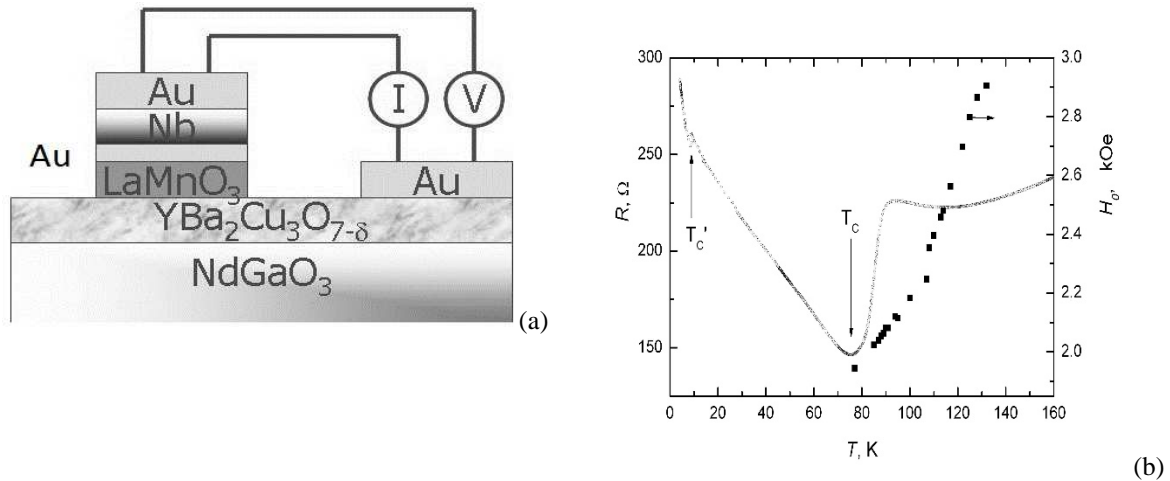 I V
Au
Nb
Au
LaMnO₃
Au
YBa₂Cu₃O₇₋δ
NdGaO₃
(a)
300
250
200
150
R, Ω
T_C'
T_C
3.0
2.8
2.6
2.4
2.2
2.0
H₀, kOe
0 20 40 60 80 100 120 140 160
T, K
(b)